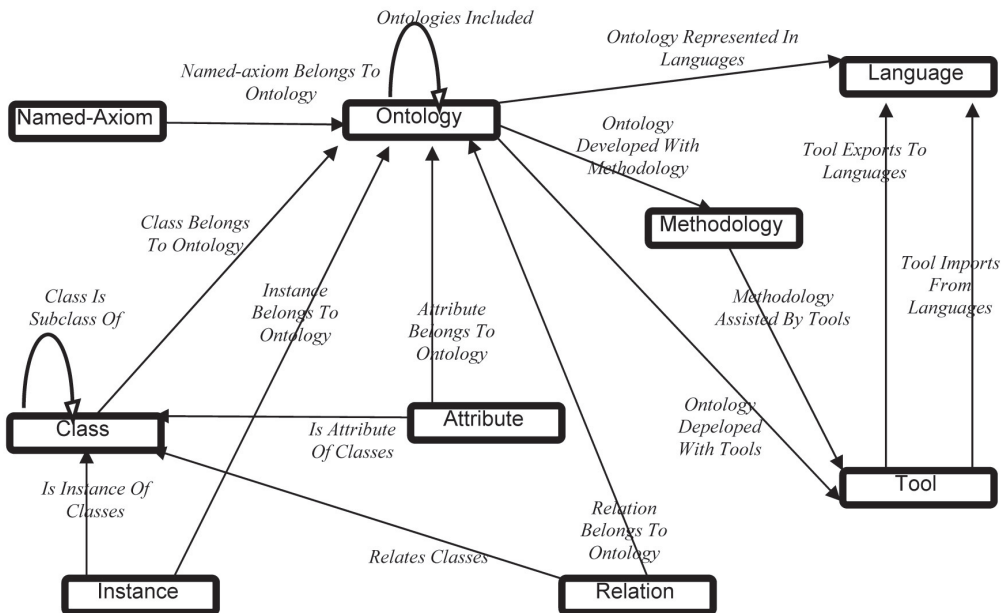 Ontologies Included
Ontology Represented In
Languages
Named-axiom Belongs To
Ontology
Language
Named-Axiom
Ontology
Ontology
Developed With
Methodology
Tool Exports To
Languages
Methodology
Class Belongs
To Ontology
Tool Imports
From
Languages
Class Is
Subclass Of
Instance
Belongs To
Ontology
Attribute
Belongs To
Ontology
Methodology
Assisted By Tools
Class
Attribute
Is Attribute
Of Classes
Ontology
Depeloped
With Tools
Tool
Is Instance Of
Classes
Relation
Belongs To
Ontology
Relates Classes
Instance
Relation